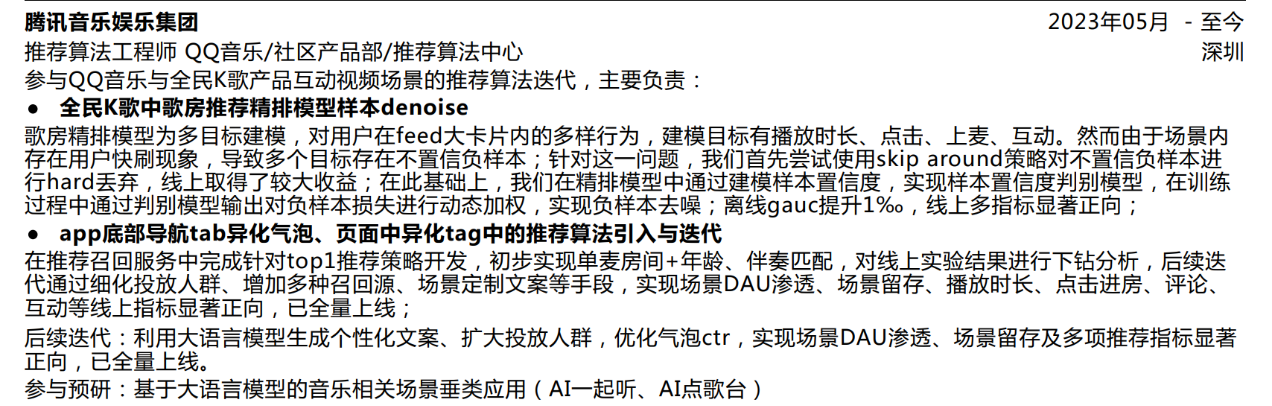 腾讯音乐娱乐集团 2023年05月 - 至今
推荐算法工程师 QQ音乐/社区产品部/推荐算法中心 深圳
参与QQ音乐与全民K歌产品互动视频场景的推荐算法迭代，主要负责：
● 全民K歌中歌房推荐精排模型样本denoise
歌房精排模型为多目标建模，对用户在feed大卡片内的多样行为，建模目标有播放时长、点击、上麦、互动。然而由于场景内
存在用户快刷现象，导致多个目标存在不置信负样本；针对这一问题，我们首先尝试使用skip around策略对不置信负样本进
行hard丢弃，线上取得了较大收益；在此基础上，我们在精排模型中通过建模样本置信度，实现样本置信度判别模型，在训练
过程中通过判别模型输出对负样本损失进行动态加权，实现负样本去噪；离线gauc提升1‰，线上多指标显著正向；
● app底部导航tab异化气泡、页面中异化tag中的推荐算法引入与迭代
在推荐召回服务中完成针对top1推荐策略开发，初步实现单麦房间+年龄、伴奏匹配，对线上实验结果进行下钻分析，后续迭
代通过细化投放人群、增加多种召回源、场景定制文案等手段，实现场景DAU渗透、场景留存、播放时长、点击进房、评论、
互动等线上指标显著正向，已全量上线；
后续迭代：利用大语言模型生成个性化文案、扩大投放人群，优化气泡ctr，实现场景DAU渗透、场景留存及多项推荐指标显著
正向，已全量上线。
参与预研：基于大语言模型的音乐相关场景垂类应用（AI一起听、AI点歌台）